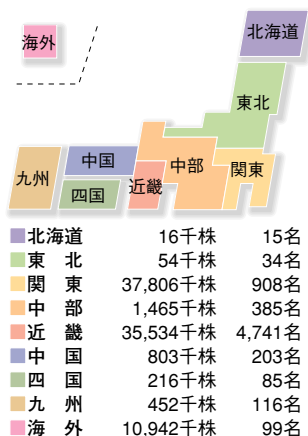 海外
北海道
東北
中部
関東
中国
近畿
九州
四国
北海道 16千株 15名
東　北 54千株 34名
関　東 37,806千株 908名
中　部 1,465千株 385名
近　畿 35,534千株 4,741名
中　国 803千株 203名
四　国 216千株 85名
九　州 452千株 116名
海　外 10,942千株 99名